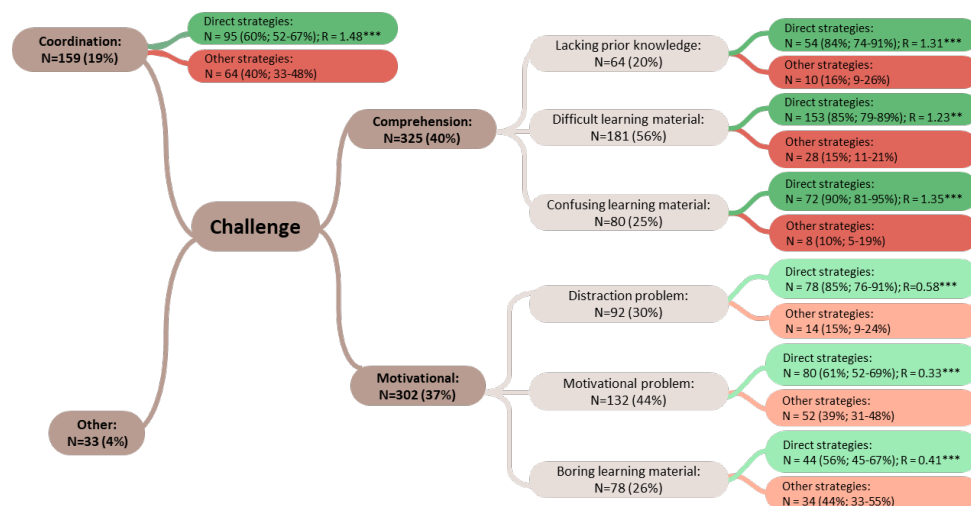 Coordination:
N=159 (19%)
Direct strategies:
N = 95 (60%; 52-67%); R = 1.48***
Other strategies:
N = 64 (40%; 33-48%)
Challenge
Comprehension:
N=325 (40%)
Lacking prior knowledge:
N=64 (20%)
Direct strategies:
N = 54 (84%; 74-91%); R = 1.31***
Other strategies:
N = 10 (16%; 9-26%)
Difficult learning material:
N=181 (56%)
Direct strategies:
N = 153 (85%; 79-89%); R = 1.23**
Other strategies:
N = 28 (15%; 11-21%)
Confusing learning material:
N=80 (25%)
Direct strategies:
N = 72 (90%; 81-95%); R = 1.35***
Other strategies:
N = 8 (10%; 5-19%)
Motivational:
N=302 (37%)
Distraction problem:
N=92 (30%)
Direct strategies:
N = 78 (85%; 76-91%); R=0.58***
Other strategies:
N = 14 (15%; 9-24%)
Motivational problem:
N=132 (44%)
Direct strategies:
N = 80 (61%; 52-69%); R = 0.33***
Other strategies:
N = 52 (39%; 31-48%)
Boring learning material:
N=78 (26%)
Direct strategies:
N = 44 (56%; 45-67%); R = 0.41***
Other strategies:
N = 34 (44%; 33-55%)
Other:
N=33 (4%)